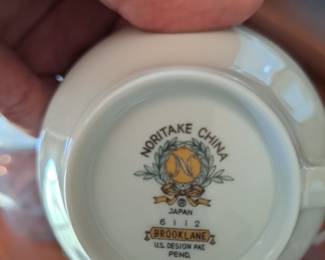 NORITAKE CHINA
N
JAPAN
6112
BROOKLANE
U.S. DESIGN PAT.
PEND.